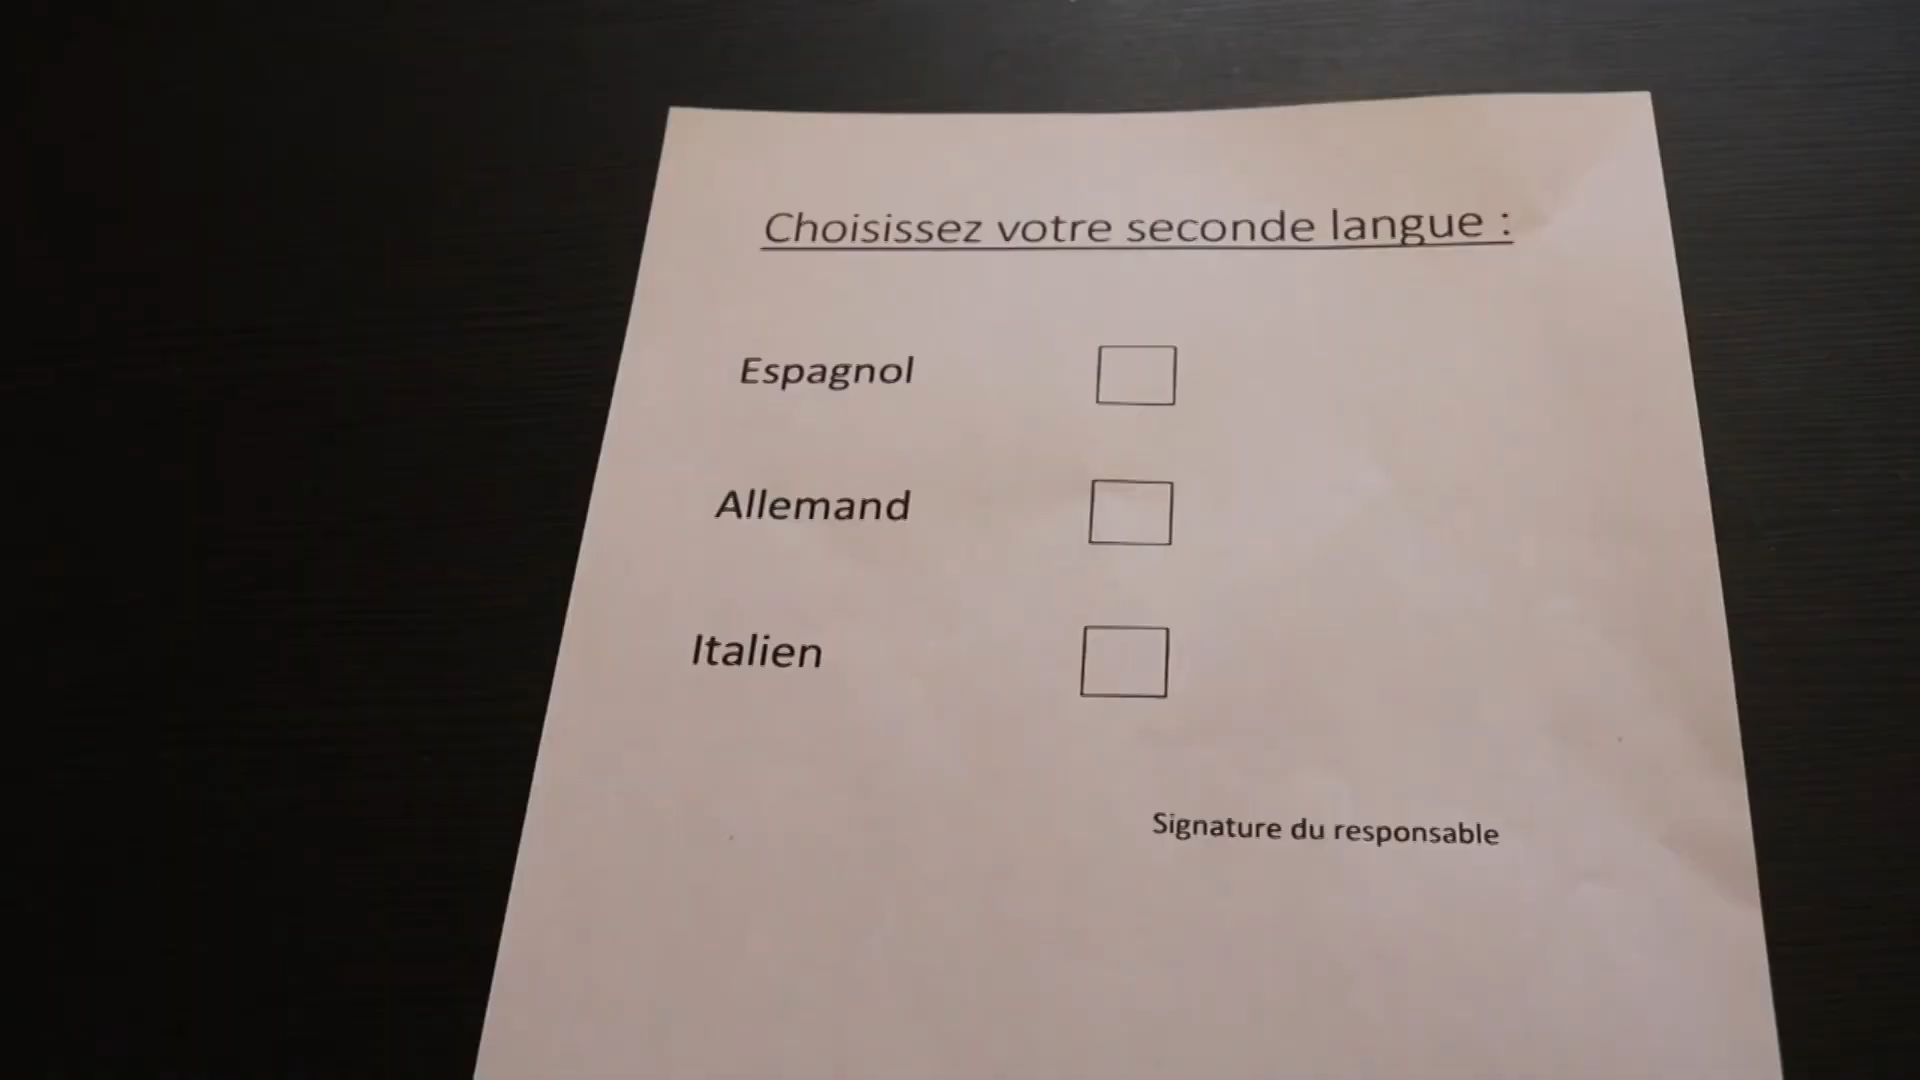 Choisissez votre seconde langue :
Espagnol
Allemand
Italien
Signature du responsable